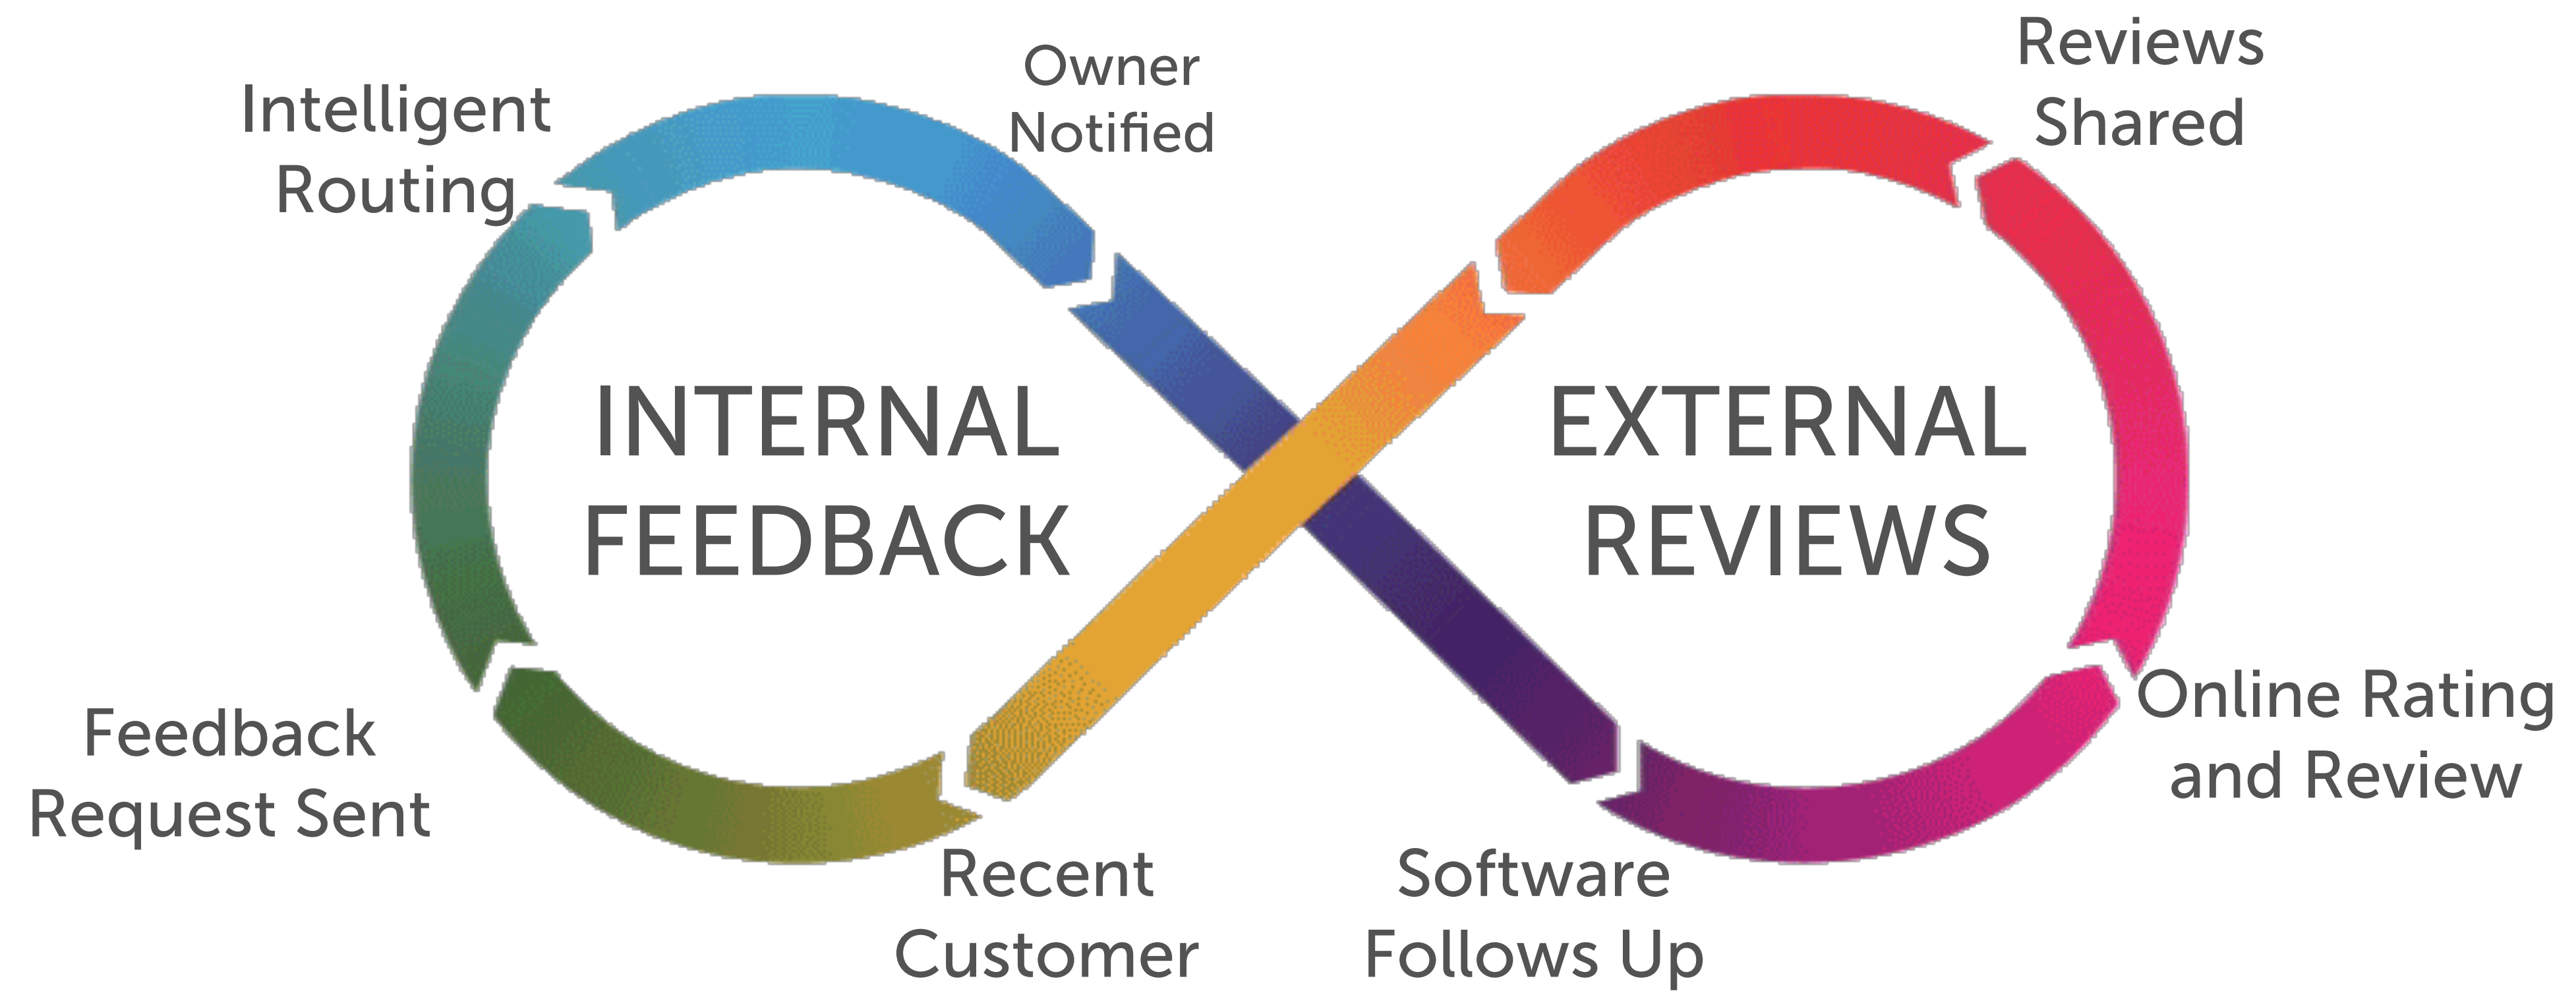 Intelligent
Routing
Owner
Notified
Reviews
Shared
INTERNAL
FEEDBACK
EXTERNAL
REVIEWS
Feedback
Request Sent
Recent
Customer
Software
Follows Up
Online Rating
and Review